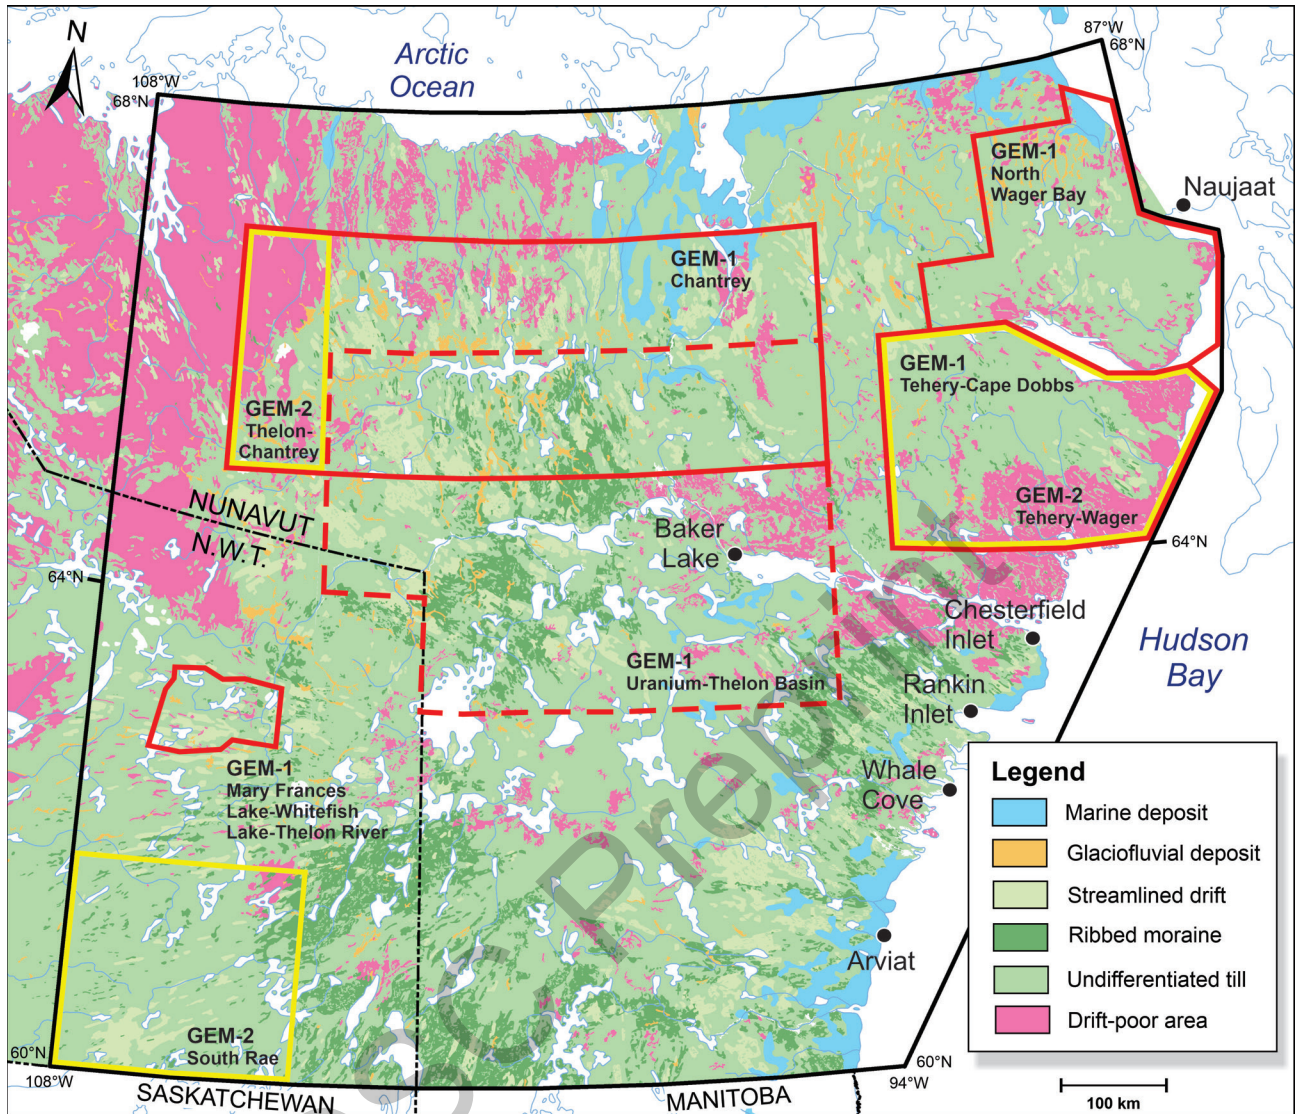 N
Arctic
Ocean
87°W
68°N
108°W
68°N
GEM-1
North
Wager Bay
Naujaat
GEM-1
Chantrey
GEM-1
Tehery-Cape Dobbs
GEM-2
Thelon-
Chantrey
GEM-2
Tehery-Wager
NUNAVUT
N.W.T.
Baker
Lake
64°N
64°N
Chesterfield
Inlet
Hudson
Bay
GEM-1
Uranium-Thelon Basin
Rankin
Inlet
GEM-1
Mary Frances
Lake-Whitefish
Lake-Thelon River
Whale
Cove
Arviat
GEM-2
South Rae
60°N
108°W
60°N
94°W
SASKATCHEWAN
MANITOBA
Legend
Marine deposit
Glaciofluvial deposit
Streamlined drift
Ribbed moraine
Undifferentiated till
Drift-poor area
100 km
GSC Preprint